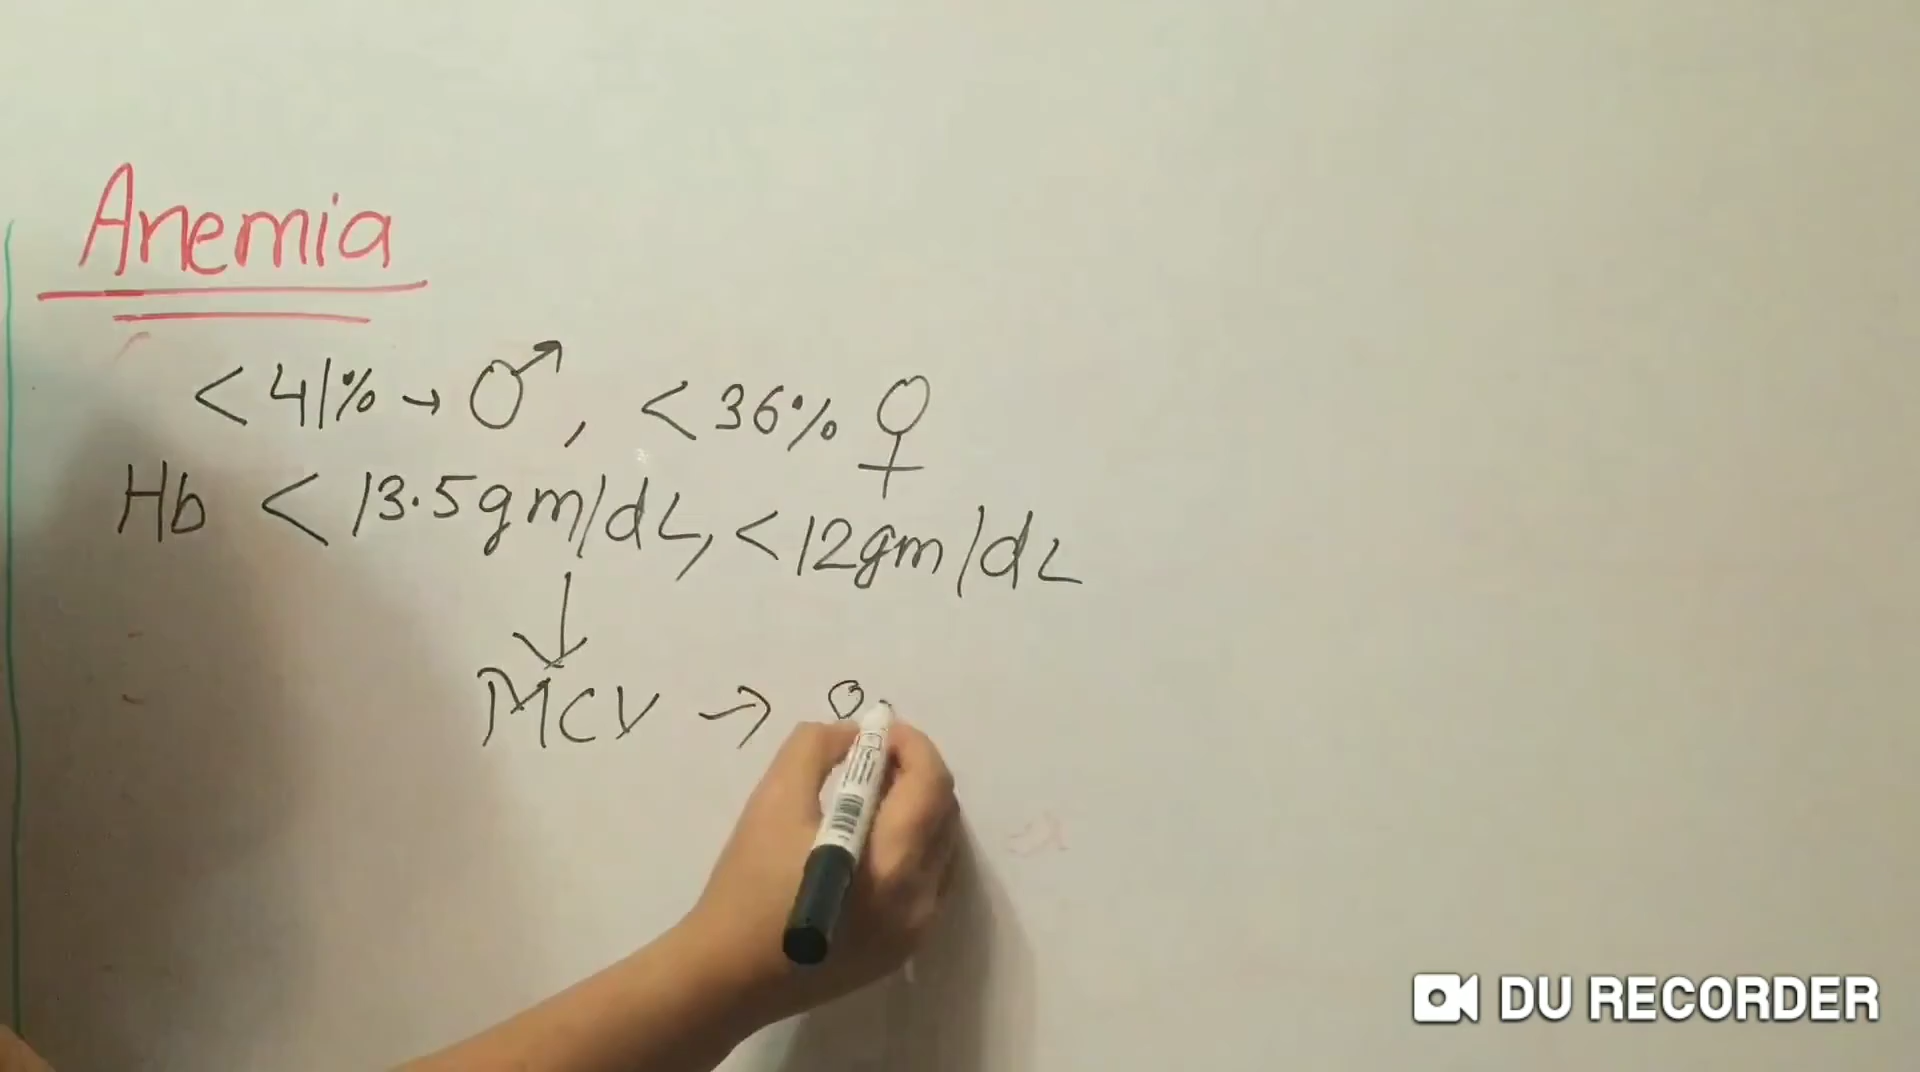 Anemia
<41% → ♂, <36% ♀
Hb <13.5gm/dL, <12gm/dL
↓
MCV →
DU RECORDER